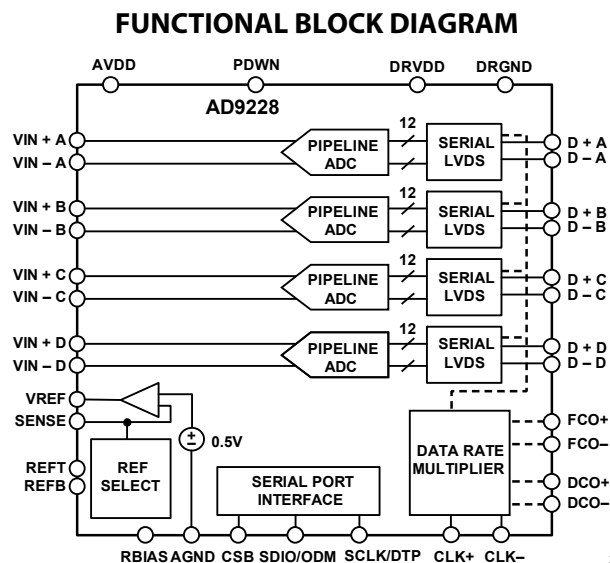 FUNCTIONAL BLOCK DIAGRAM
AVDD PDWN DRVDD DRGND
AD9228
VIN + A
VIN – A
PIPELINE
ADC
12
SERIAL
LVDS
D + A
D – A
VIN + B
VIN – B
PIPELINE
ADC
12
SERIAL
LVDS
D + B
D – B
VIN + C
VIN – C
PIPELINE
ADC
12
SERIAL
LVDS
D + C
D – C
VIN + D
VIN – D
PIPELINE
ADC
12
SERIAL
LVDS
D + D
D – D
VREF
SENSE
+
–
0.5V
REFT
REFB
REF
SELECT
SERIAL PORT
INTERFACE
DATA RATE
MULTIPLIER
FCO+
FCO–
DCO+
DCO–
RBIAS AGND CSB SDIO/ODM SCLK/DTP CLK+ CLK–